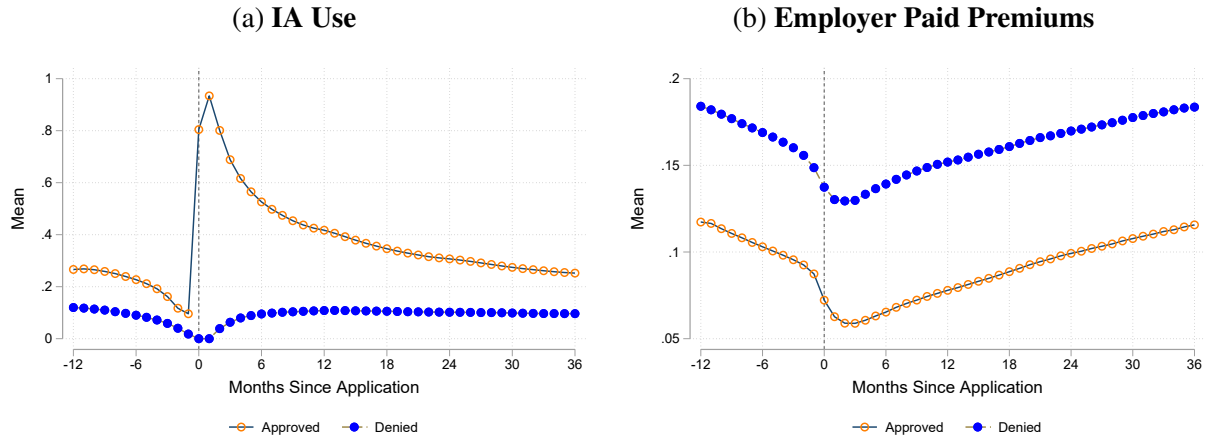 (a) IA Use
Mean
1
.8
.6
.4
.2
0
-12 -6 0 6 12 18 24 30 36
Months Since Application
Approved Denied
(b) Employer Paid Premiums
Mean
.2
.15
.1
.05
-12 -6 0 6 12 18 24 30 36
Months Since Application
Approved Denied